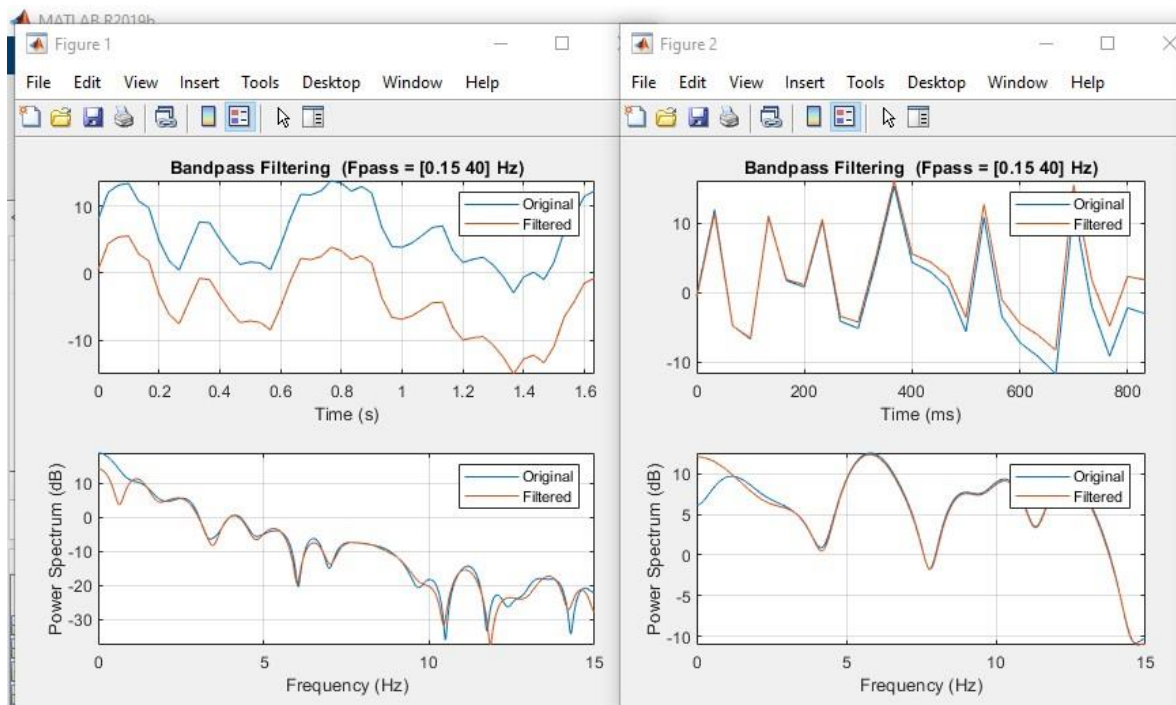 MATLAB R2019b
Figure 1
File Edit View Insert Tools Desktop Window Help
Bandpass Filtering (Fpass = [0.15 40] Hz)
Original
Filtered
10
0
-10
0 0.2 0.4 0.6 0.8 1 1.2 1.4 1.6
Time (s)
Power Spectrum (dB)
Original
Filtered
10
0
-10
-20
-30
0 5 10 15
Frequency (Hz)
Figure 2
File Edit View Insert Tools Desktop Window Help
Bandpass Filtering (Fpass = [0.15 40] Hz)
Original
Filtered
10
0
-10
0 200 400 600 800
Time (ms)
Power Spectrum (dB)
Original
Filtered
10
5
0
-5
-10
0 5 10 15
Frequency (Hz)